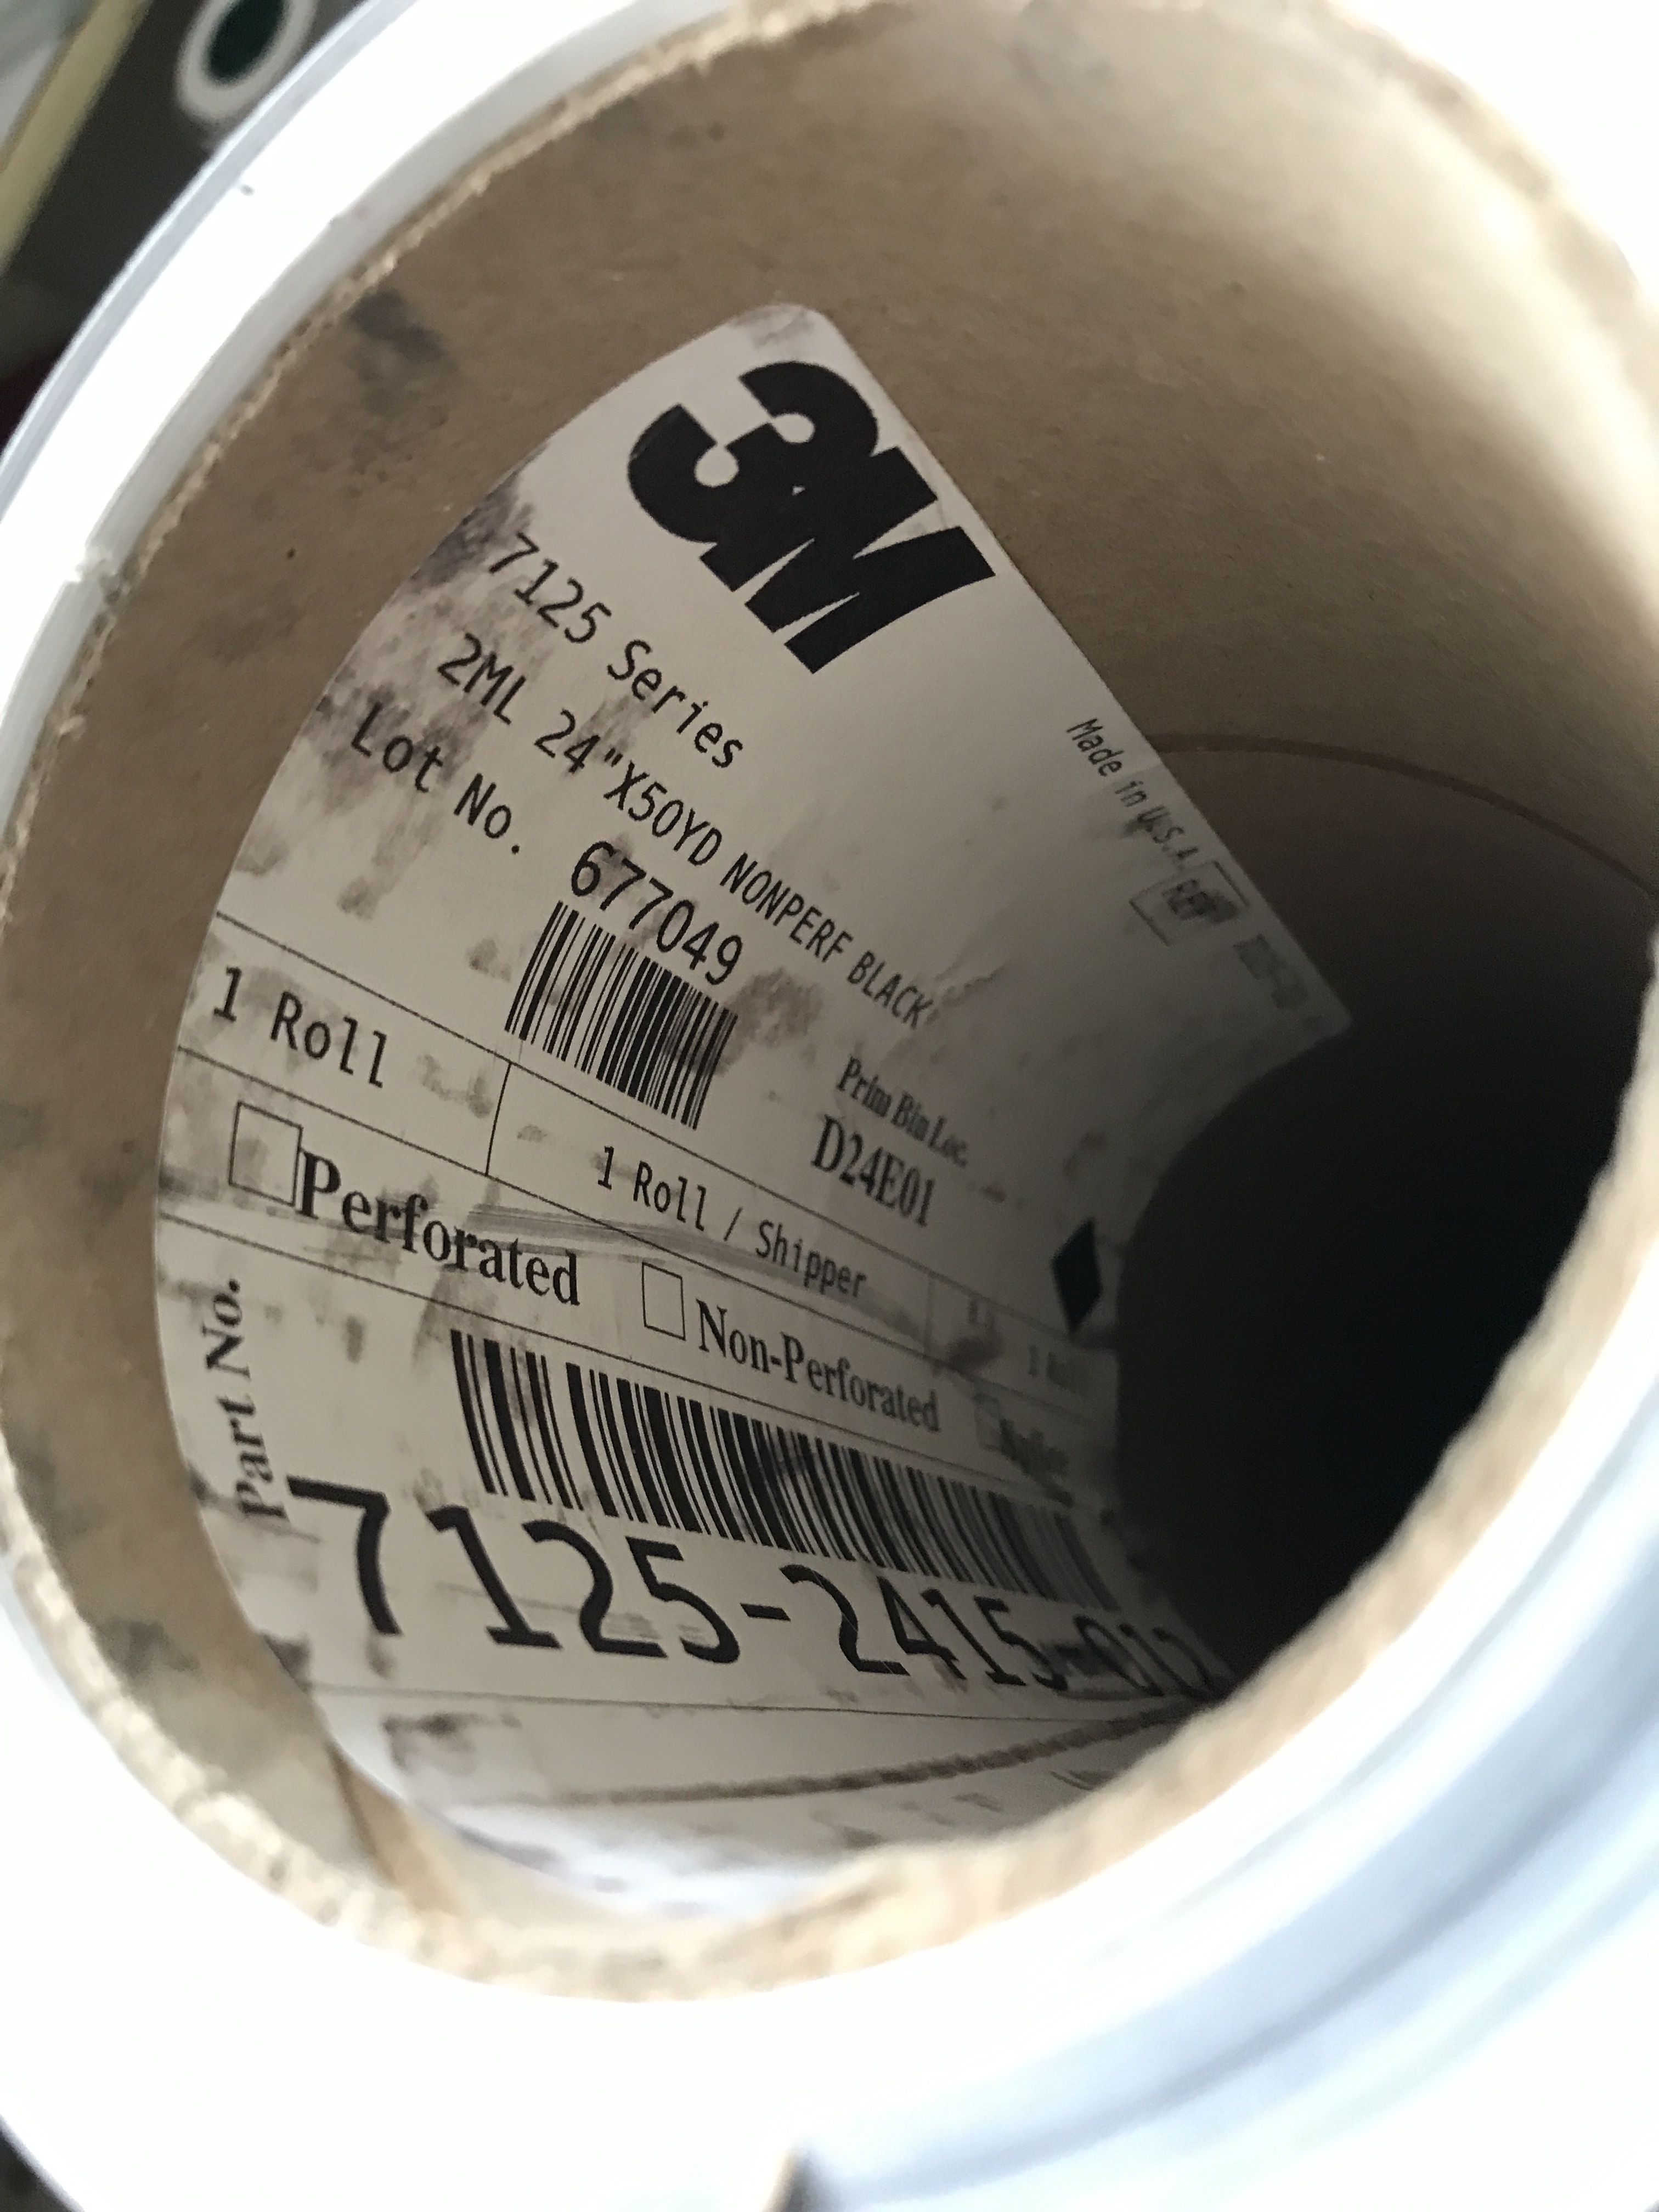 3M
Made in U.S.A.
7125 Series
2ML 24"X50YD NONPERF BLACK
Lot No. 677049
Prim Bin Loc.
D24E01
1 Roll
1 Roll / Shipper
Perforated
Non-Perforated
Part No.
7125-2415-012